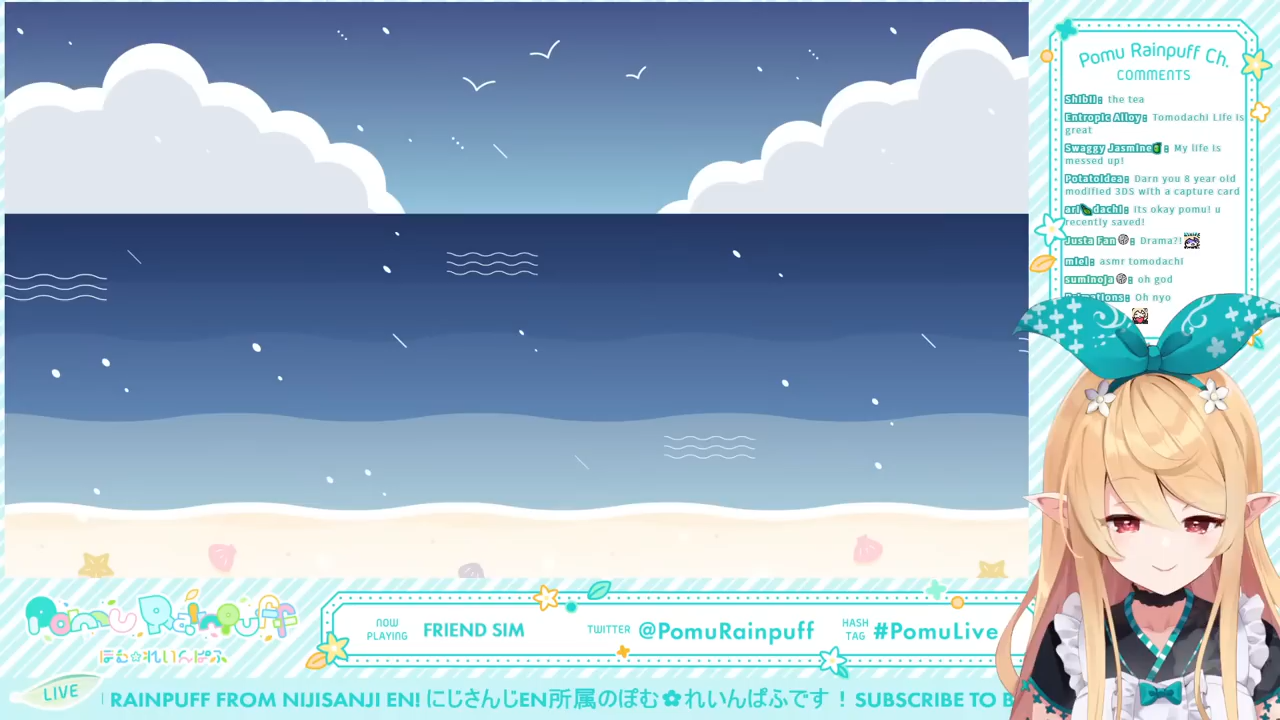 Pomu Rainpuff Ch.
COMMENTS
Shibii: the tea
Entropic Alloy: Tomodachi Life is
great
Swaggy Jasmine: My life is
messed up!
Potatoidea: Darn you 8 year old
modified 3DS with a capture card
ari dachi: its okay pomu! u
recently saved!
Justa Fan: Drama?!
miel: asmr tomodachi
suminoja: oh god
Oh nyo
Pomu Rainpuff
ぽむ れいんぱふ
NOW
PLAYING
FRIEND SIM
TWITTER @PomuRainpuff
HASH
TAG
#PomuLive
LIVE
RAINPUFF FROM NIJISANJI EN! にじさんじEN所属のぽむ✿れいんぱふです！ SUBSCRIBE TO B